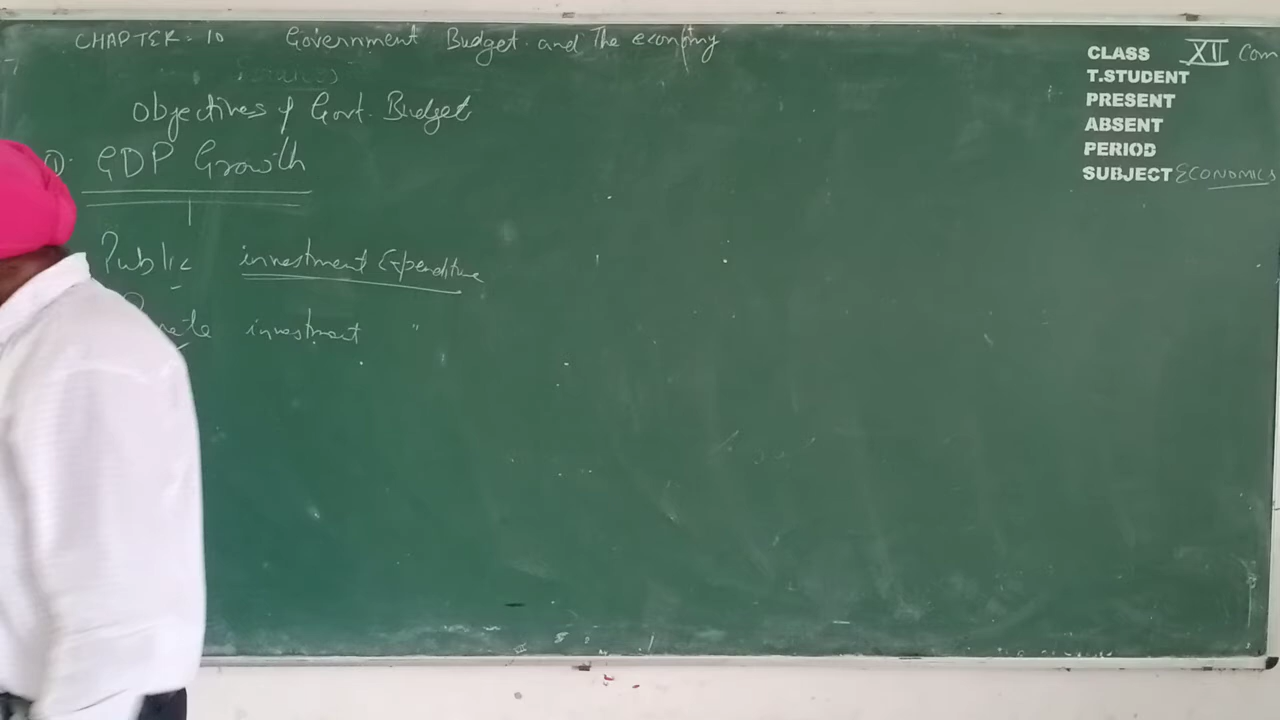 CHAPTER - 10 Government Budget and The economy
Objectives of Govt. Budget
①. GDP Growth
Public investment Expenditure
investment "
CLASS XII Com
T.STUDENT
PRESENT
ABSENT
PERIOD
SUBJECT ECONOMICS